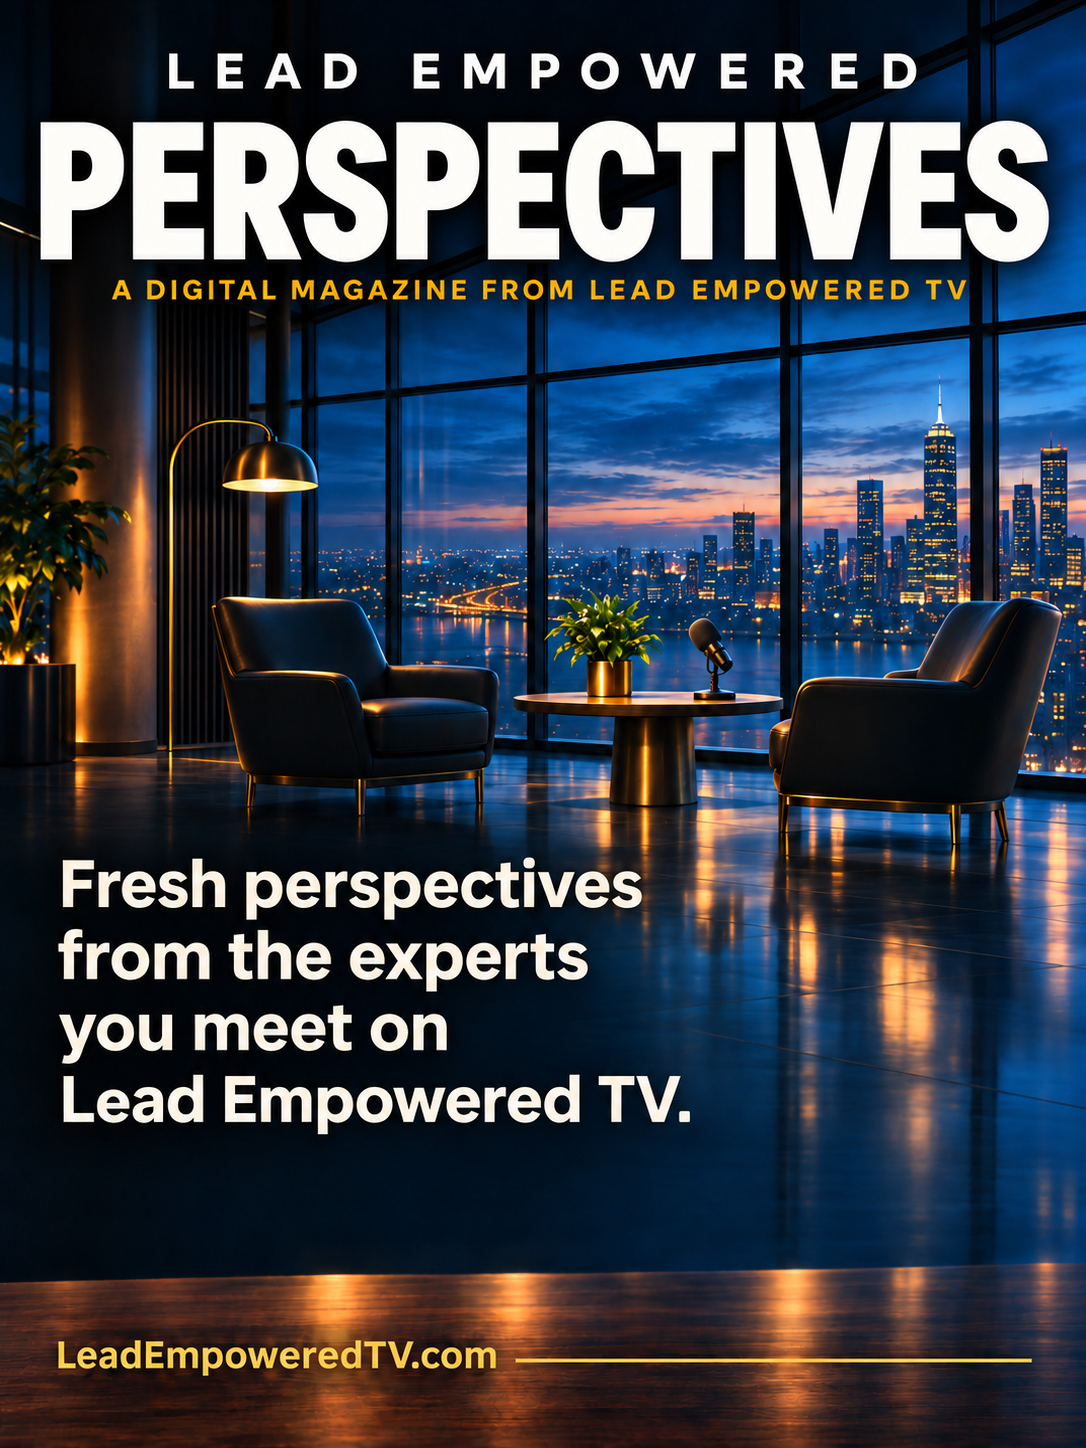 LEAD EMPOWERED
PERSPECTIVES
A DIGITAL MAGAZINE FROM LEAD EMPOWERED TV
Fresh perspectives
from the experts
you meet on
Lead Empowered TV.
LeadEmpoweredTV.com